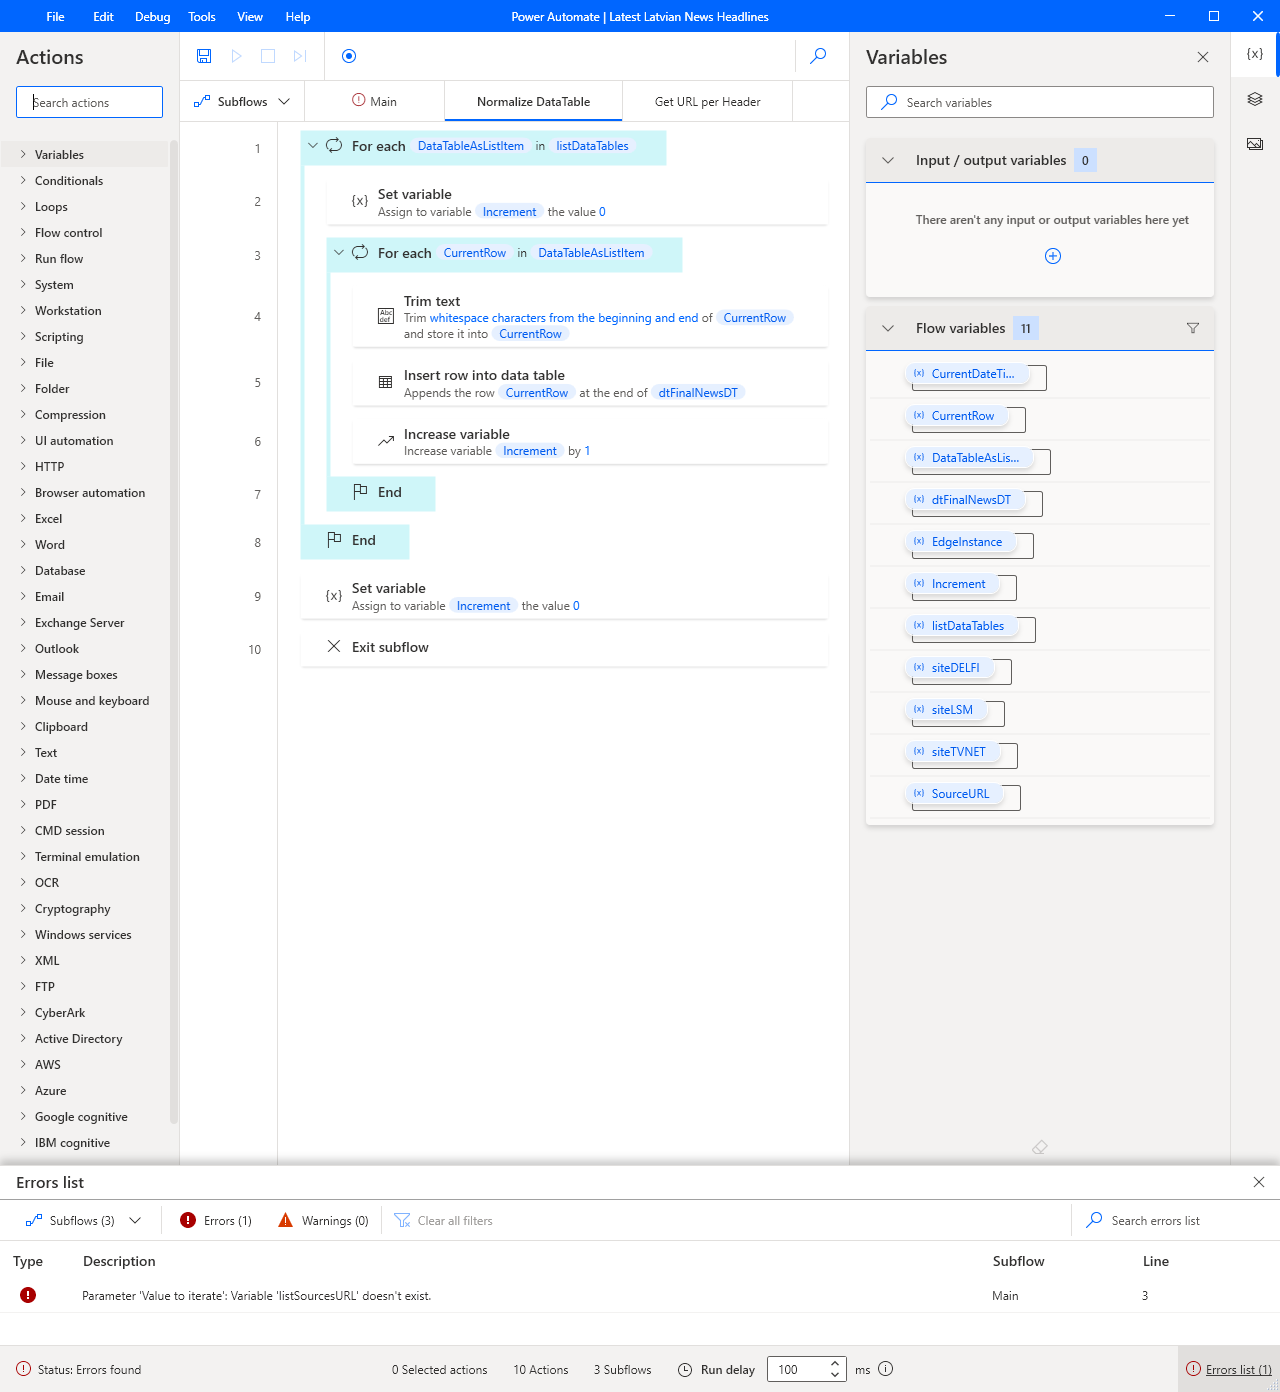 File Edit Debug Tools View Help Power Automate | Latest Latvian News Headlines
Actions
Search actions
Variables
Conditionals
Loops
Flow control
Run flow
System
Workstation
Scripting
File
Folder
Compression
UI automation
HTTP
Browser automation
Excel
Word
Database
Email
Exchange Server
Outlook
Message boxes
Mouse and keyboard
Clipboard
Text
Date time
PDF
CMD session
Terminal emulation
OCR
Cryptography
Windows services
XML
FTP
CyberArk
Active Directory
AWS
Azure
Google cognitive
IBM cognitive
Subflows Main Normalize DataTable Get URL per Header
1 For each DataTableAsListItem in listDataTables
2 {x} Set variable
Assign to variable Increment the value 0
3 For each CurrentRow in DataTableAsListItem
4 Abc def Trim text
Trim whitespace characters from the beginning and end of CurrentRow
and store it into CurrentRow
5 Insert row into data table
Appends the row CurrentRow at the end of dtFinalNewsDT
6 Increase variable
Increase variable Increment by 1
7 End
8 End
9 {x} Set variable
Assign to variable Increment the value 0
10 Exit subflow
Variables
{x}
Search variables
Input / output variables 0
There aren't any input or output variables here yet
Flow variables 11
(x) CurrentDateTi...
(x) CurrentRow
(x) DataTableAsLis...
(x) dtFinalNewsDT
(x) EdgeInstance
(x) Increment
(x) listDataTables
(x) siteDELFI
(x) siteLSM
(x) siteTVNET
(x) SourceURL
Errors list
Subflows (3) Errors (1) Warnings (0) Clear all filters Search errors list
Type Description Subflow Line
Parameter 'Value to iterate': Variable 'listSourcesURL' doesn't exist. Main 3
Status: Errors found 0 Selected actions 10 Actions 3 Subflows Run delay 100 ms Errors list (1)